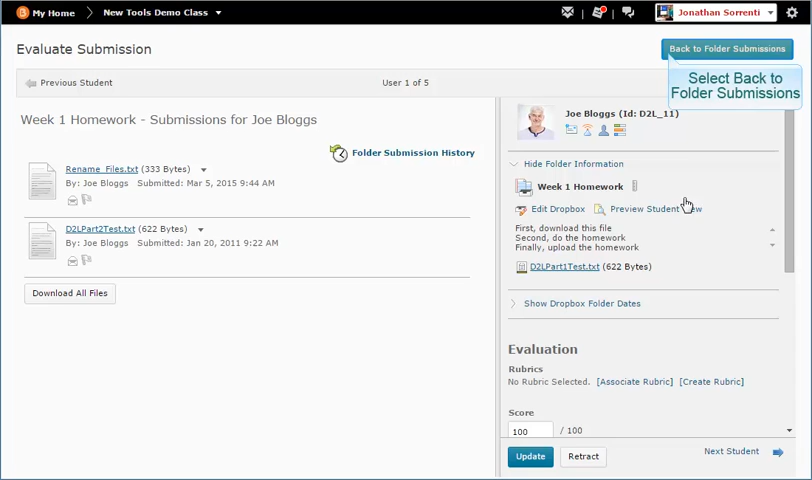 My Home
New Tools Demo Class
Jonathan Sorrenti
Evaluate Submission
Back to Folder Submissions
Select Back to
Folder Submissions
Previous Student
User 1 of 5
Week 1 Homework - Submissions for Joe Bloggs
Folder Submission History
Rename_Files.txt (333 Bytes)
By: Joe Bloggs Submitted: Mar 5, 2015 9:44 AM
D2LPart2Test.txt (622 Bytes)
By: Joe Bloggs Submitted: Jan 20, 2011 9:22 AM
Download All Files
Joe Bloggs (Id: D2L_11)
Hide Folder Information
Week 1 Homework
Edit Dropbox Preview Student View
First, download this file
Second, do the homework
Finally, upload the homework
D2LPart1Test.txt (622 Bytes)
Show Dropbox Folder Dates
Evaluation
Rubrics
No Rubric Selected. [Associate Rubric] [Create Rubric]
Score
100 / 100
Update Retract Next Student